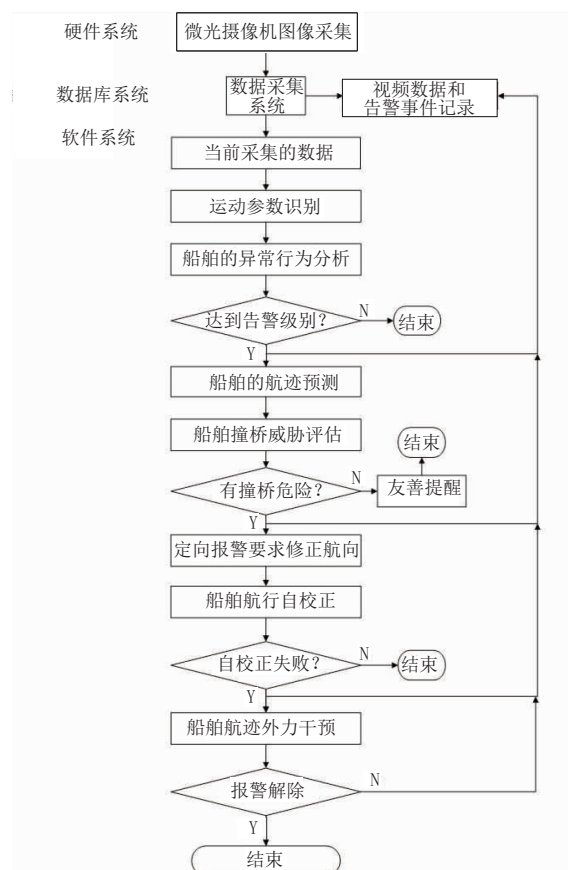 硬件系统
微光摄像机图像采集
数据库系统
数据采集
系统
视频数据和
告警事件记录
软件系统
当前采集的数据
运动参数识别
船舶的异常行为分析
达到告警级别?
N
结束
Y
船舶的航迹预测
船舶撞桥威胁评估
结束
有撞桥危险?
N
友善提醒
Y
定向报警要求修正航向
船舶航行自校正
自校正失败?
N
结束
Y
船舶航迹外力干预
报警解除
N
Y
结束